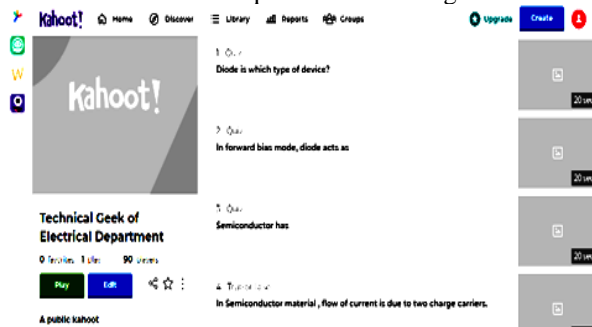 Kahoot! Home Discover Library Reports Groups Upgrade Create
Kahoot!
1 Quiz
Diode is which type of device?
2 Quiz
In forward bias mode, diode acts as
3 Quiz
Semiconductor has
4
In Semiconductor material , flow of current is due to two charge carriers.
20 sec
20 sec
20 sec
Technical Geek of
Electrical Department
0 favorites 1 plays 90 players
Play Edit
A public kahoot